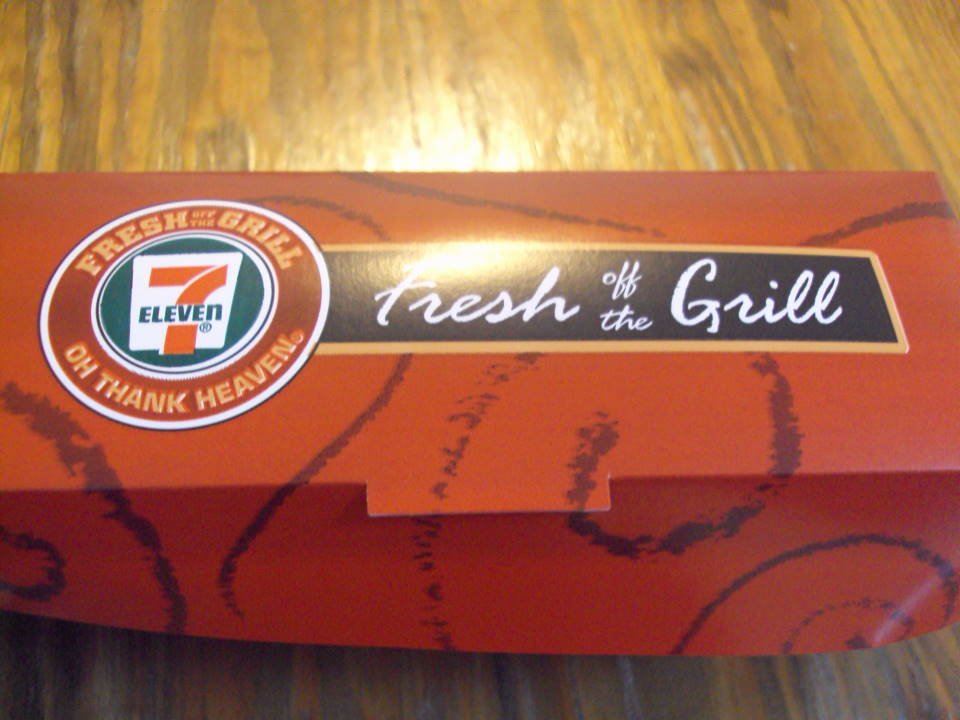 FRESH OFF THE GRILL
7
ELEVEN®
OH THANK HEAVEN®
Fresh off the Grill